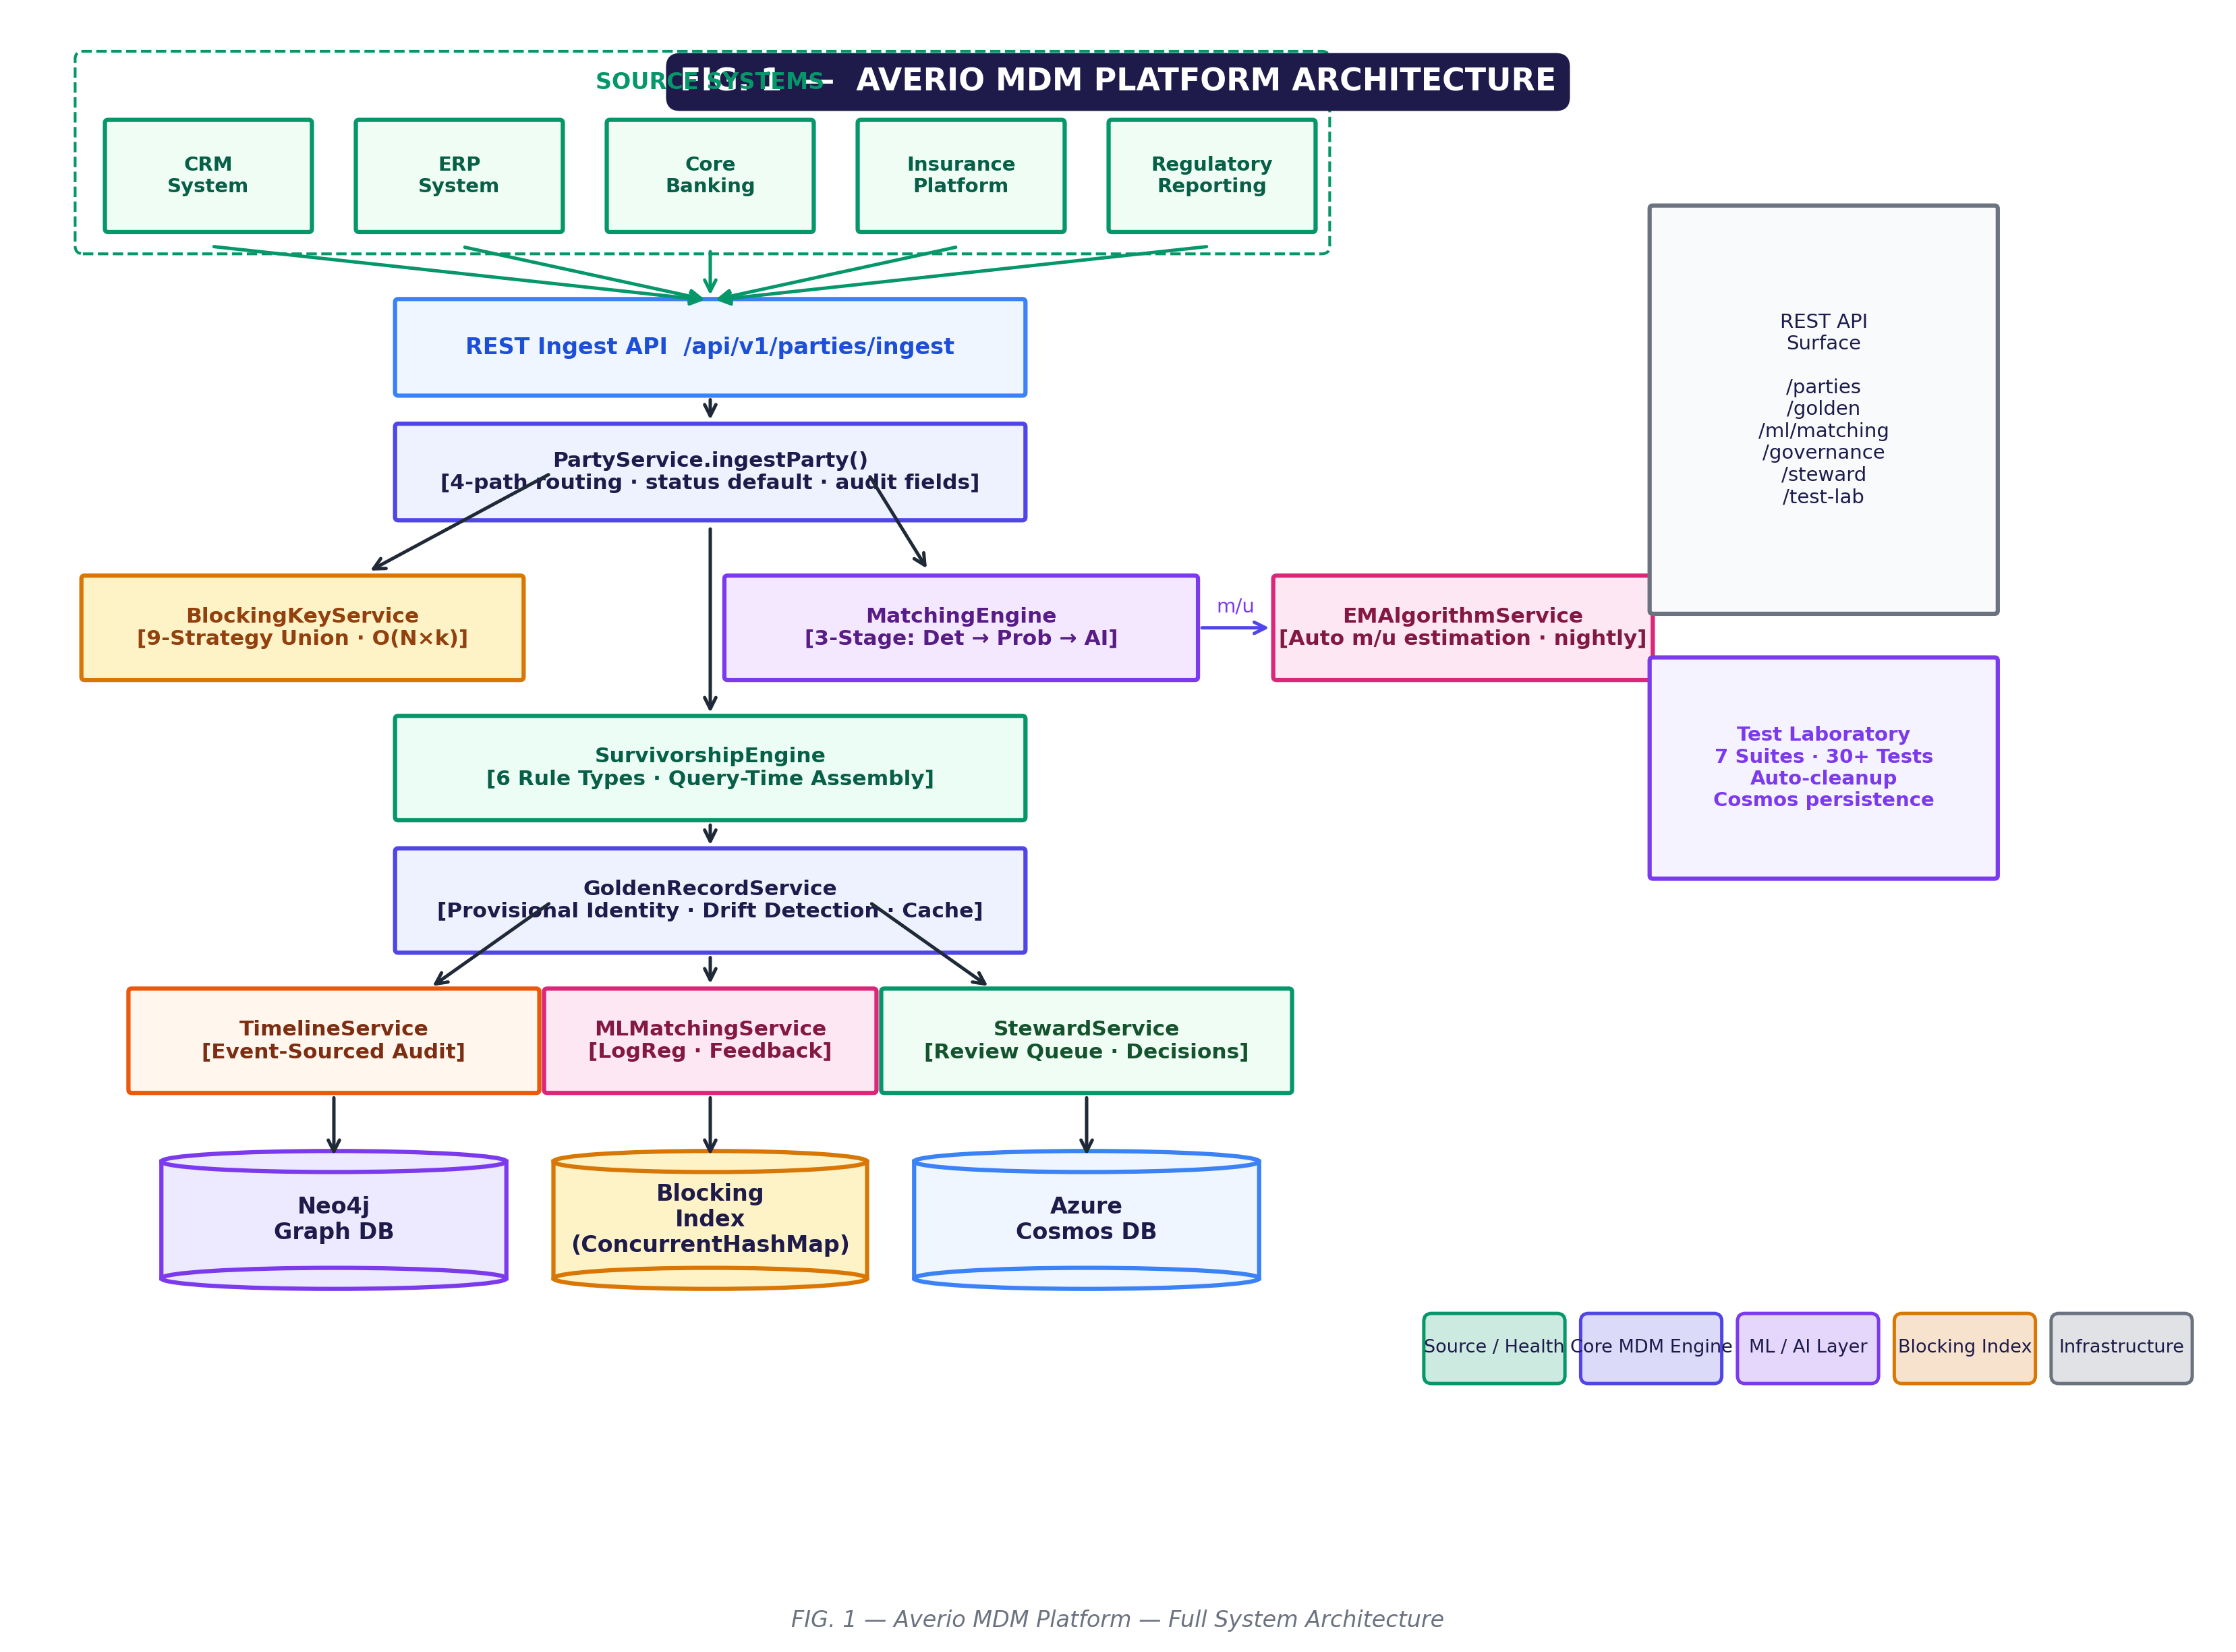 SOURCE SYSTEMS
FIG. 1 — AVERIO MDM PLATFORM ARCHITECTURE
CRM
System
ERP
System
Core
Banking
Insurance
Platform
Regulatory
Reporting
REST Ingest API /api/v1/parties/ingest
PartyService.ingestParty()
[4-path routing · status default · audit fields]
BlockingKeyService
[9-Strategy Union · O(N×k)]
MatchingEngine
[3-Stage: Det → Prob → AI]
m/u
EMAlgorithmService
[Auto m/u estimation · nightly]
REST API
Surface
/parties
/golden
/ml/matching
/governance
/steward
/test-lab
Test Laboratory
7 Suites · 30+ Tests
Auto-cleanup
Cosmos persistence
SurvivorshipEngine
[6 Rule Types · Query-Time Assembly]
GoldenRecordService
[Provisional Identity · Drift Detection · Cache]
TimelineService
[Event-Sourced Audit]
MLMatchingService
[LogReg · Feedback]
StewardService
[Review Queue · Decisions]
Neo4j
Graph DB
Blocking
Index
(ConcurrentHashMap)
Azure
Cosmos DB
Source / Health
Core MDM Engine
ML / AI Layer
Blocking Index
Infrastructure
FIG. 1 — Averio MDM Platform — Full System Architecture